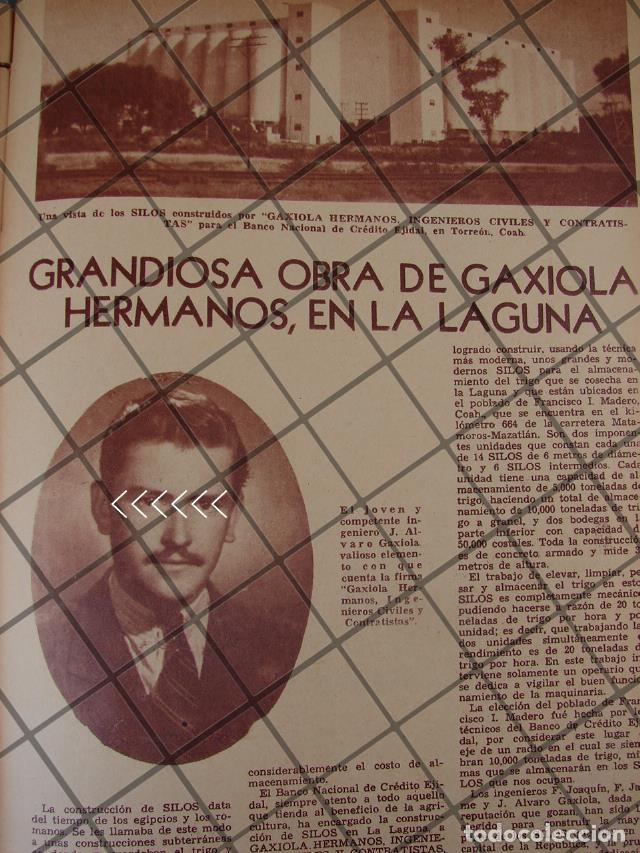 Una vista de los SILOS construidos por "GAXIOLA HERMANOS, INGENIEROS CIVILES Y CONTRATIS-
TAS" para el Banco Nacional de Crédito Ejidal, en Torreón, Coah.
GRANDIOSA OBRA DE GAXIOLA
HERMANOS, EN LA LAGUNA
El joven y
competente in-
geniero J. Al-
varo Gaxiola
valioso elemen-
to con que
cuenta la firma
"Gaxiola Her-
manos, Inge-
nieros Civiles y
Contratistas".
La construcción de SILOS data
del tiempo de los egipcios y los ro-
manos. Se les llamaba de este modo
a unas construcciones subterráneas
considerablemente el costo de al-
macenamiento.
El Banco Nacional de Crédito Eji-
dal, siempre atento a todo aquello
que tienda al beneficio de la agri-
cultura, ha encargado la construc-
ción de SILOS en La Laguna, a
GAXIOLA HERMANOS, INGENIE-
logrado construir, usando la técnica
más moderna, unos grandes y mo-
dernos SILOS para el almacena-
miento del trigo que se cosecha en
la Laguna y que están ubicados en
el poblado de Francisco I. Madero,
Coah., que se encuentra en el ki-
lómetro 664 de la carretera Mata-
moros-Mazatlán. Son dos imponen-
tes unidades que constan cada una
de 14 SILOS de 6 metros de diáme-
tro y 6 SILOS intermedios. Cada
unidad tiene una capacidad de al-
macenamiento de 5,000 toneladas de
trigo, haciendo un total de almace-
namiento de 10,000 toneladas de tri-
go a granel, y dos bodegas en la
parte inferior con capacidad de
50,000 costales. Toda la construcció
es de concreto armado y mide 3
metros de altura.
El trabajo de elevar, limpiar, pe
sar y almacenar el trigo en esto
SILOS es completamente mecánic
pudiendo hacerse a razón de 20 to
neladas de trigo por hora y po
unidad; es decir, que trabajando la
dos unidades simultáneamente e
rendimiento es de 20 toneladas d
trigo por hora. En este trabajo in
terviene solamente un operario qu
se dedica a vigilar el buen funcio
namiento de la maquinaria.
La elección del poblado de Fran
cisco I. Madero fué hecha por lo
técnicos del Banco de Crédito Ej
dal, por considerar este lugar
eje de un radio en el cual se siem
bran 10,000 toneladas de trigo, mi
mas que se almacenarán en los S
LOS que nos ocupan.
Los ingenieros F. Joaquín, F. Ja
me y J. Alvaro Gaxiola, dada
reputación que gozan, han sido
legidos para construir la may
capital de la República, y la pri
todocoleccion